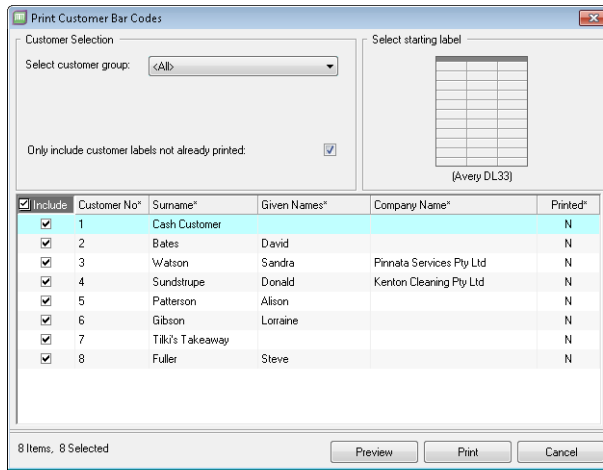 Print Customer Bar Codes
Customer Selection
Select customer group: <All>
Only include customer labels not already printed:
Select starting label
(Avery DL33)
Include Customer No* Surname* Given Names* Company Name* Printed*
1 Cash Customer N
2 Bates David N
3 Watson Sandra Pinnata Services Pty Ltd N
4 Sundstrupe Donald Kenton Cleaning Pty Ltd N
5 Patterson Alison N
6 Gibson Lorraine N
7 Tilki's Takeaway N
8 Fuller Steve N
8 Items, 8 Selected Preview Print Cancel